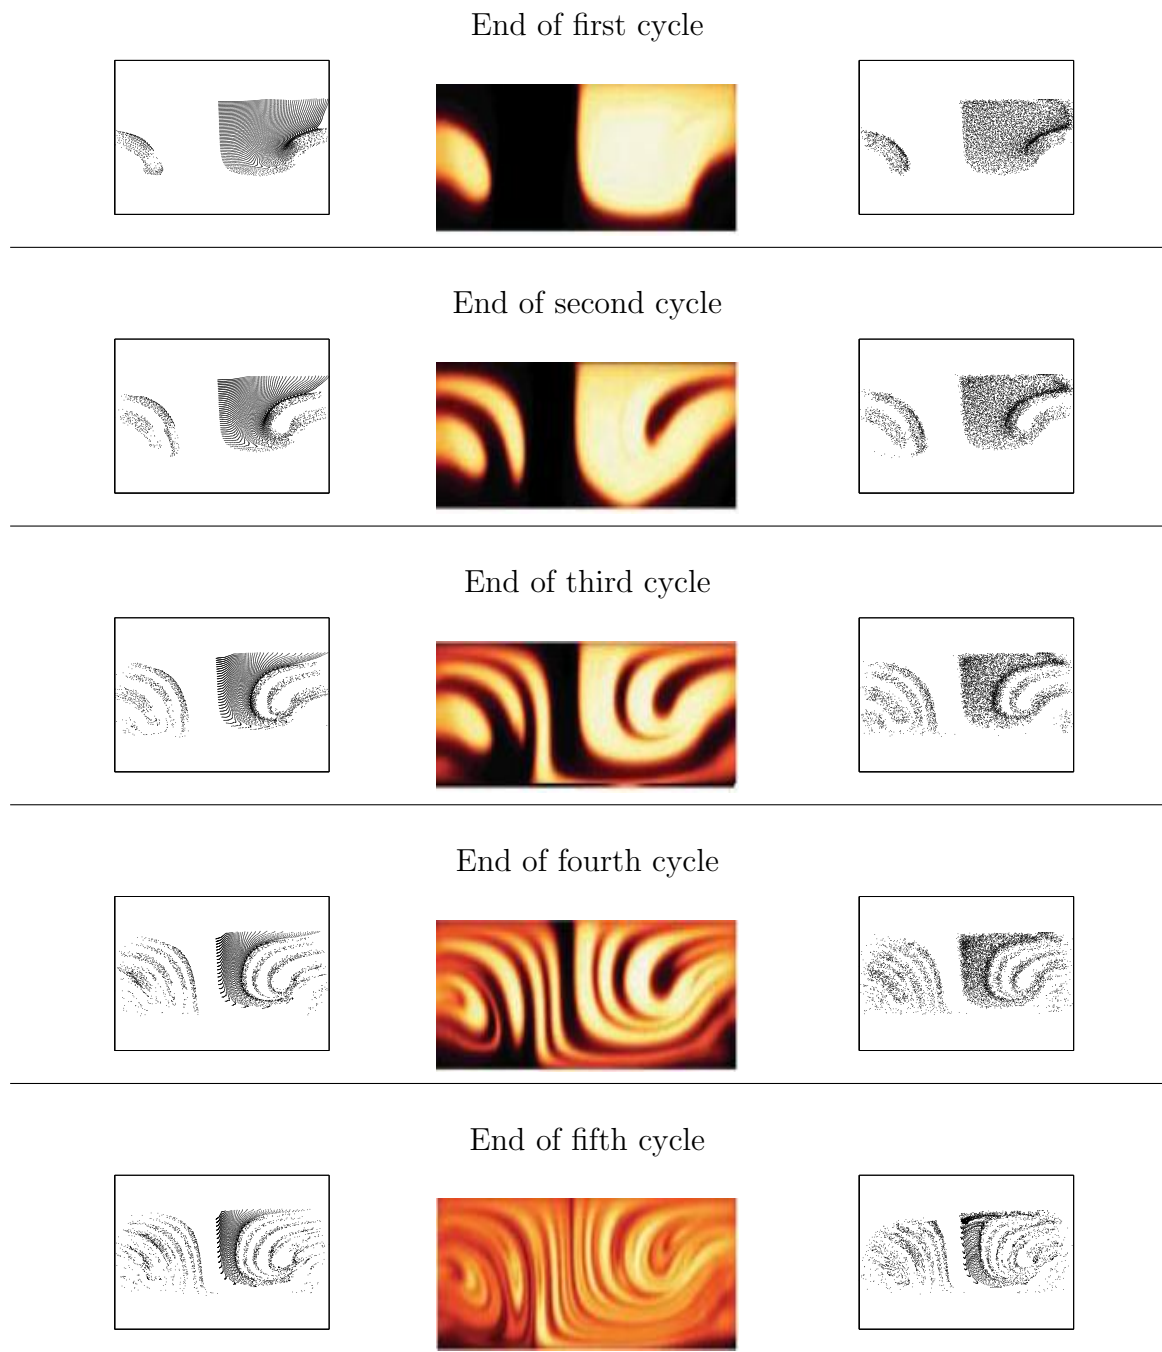 End of first cycle
End of second cycle
End of third cycle
End of fourth cycle
End of fifth cycle